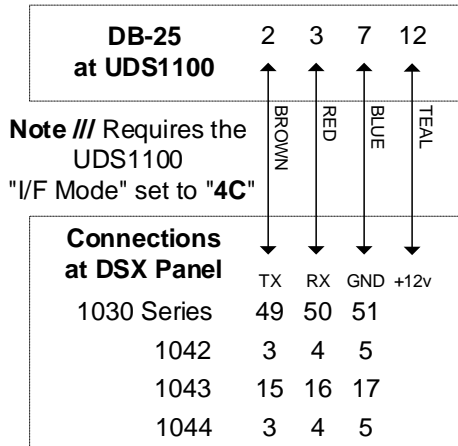 DB-25 2 3 7 12
at UDS1100
BROWN RED BLUE TEAL
Note /// Requires the
UDS1100
"I/F Mode" set to "4C"
Connections
at DSX Panel
TX RX GND +12v
1030 Series 49 50 51
1042 3 4 5
1043 15 16 17
1044 3 4 5